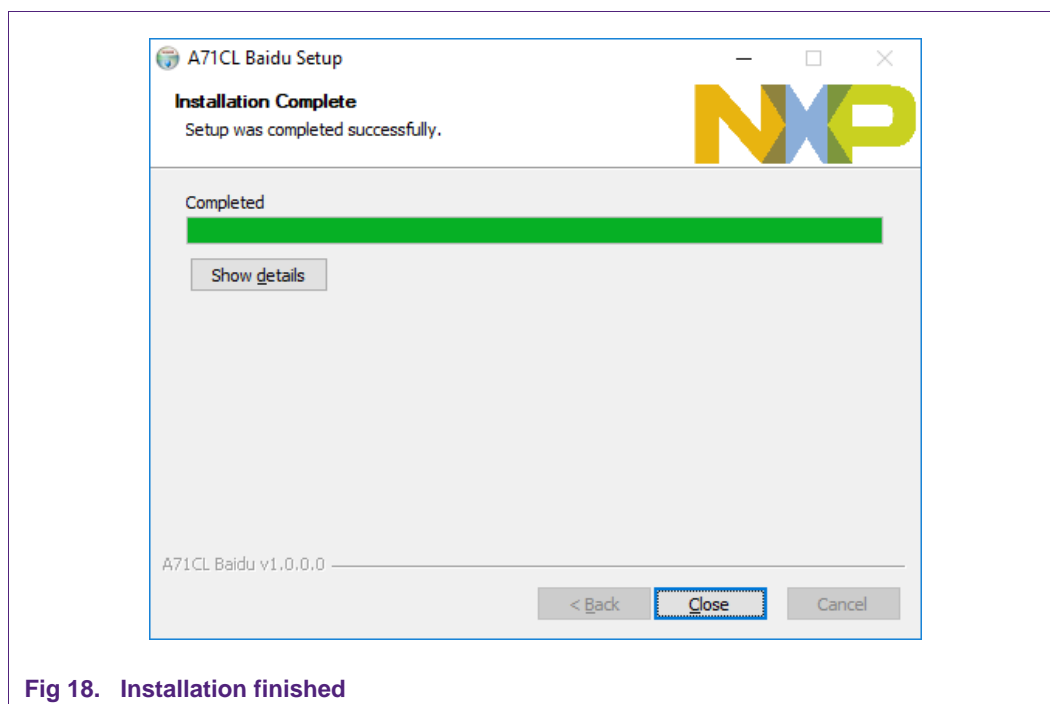 A71CL Baidu Setup
Installation Complete
Setup was completed successfully.
NXP
Completed
Show details
A71CL Baidu v1.0.0.0
< Back Close Cancel
Fig 18. Installation finished